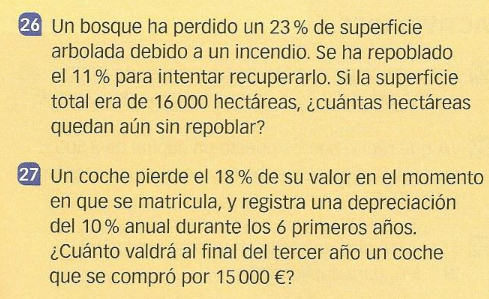 26 Un bosque ha perdido un 23 % de superficie
arbolada debido a un incendio. Se ha repoblado
el 11 % para intentar recuperarlo. Si la superficie
total era de 16 000 hectáreas, ¿cuántas hectáreas
quedan aún sin repoblar?
27 Un coche pierde el 18 % de su valor en el momento
en que se matricula, y registra una depreciación
del 10 % anual durante los 6 primeros años.
¿Cuánto valdrá al final del tercer año un coche
que se compró por 15 000 €?